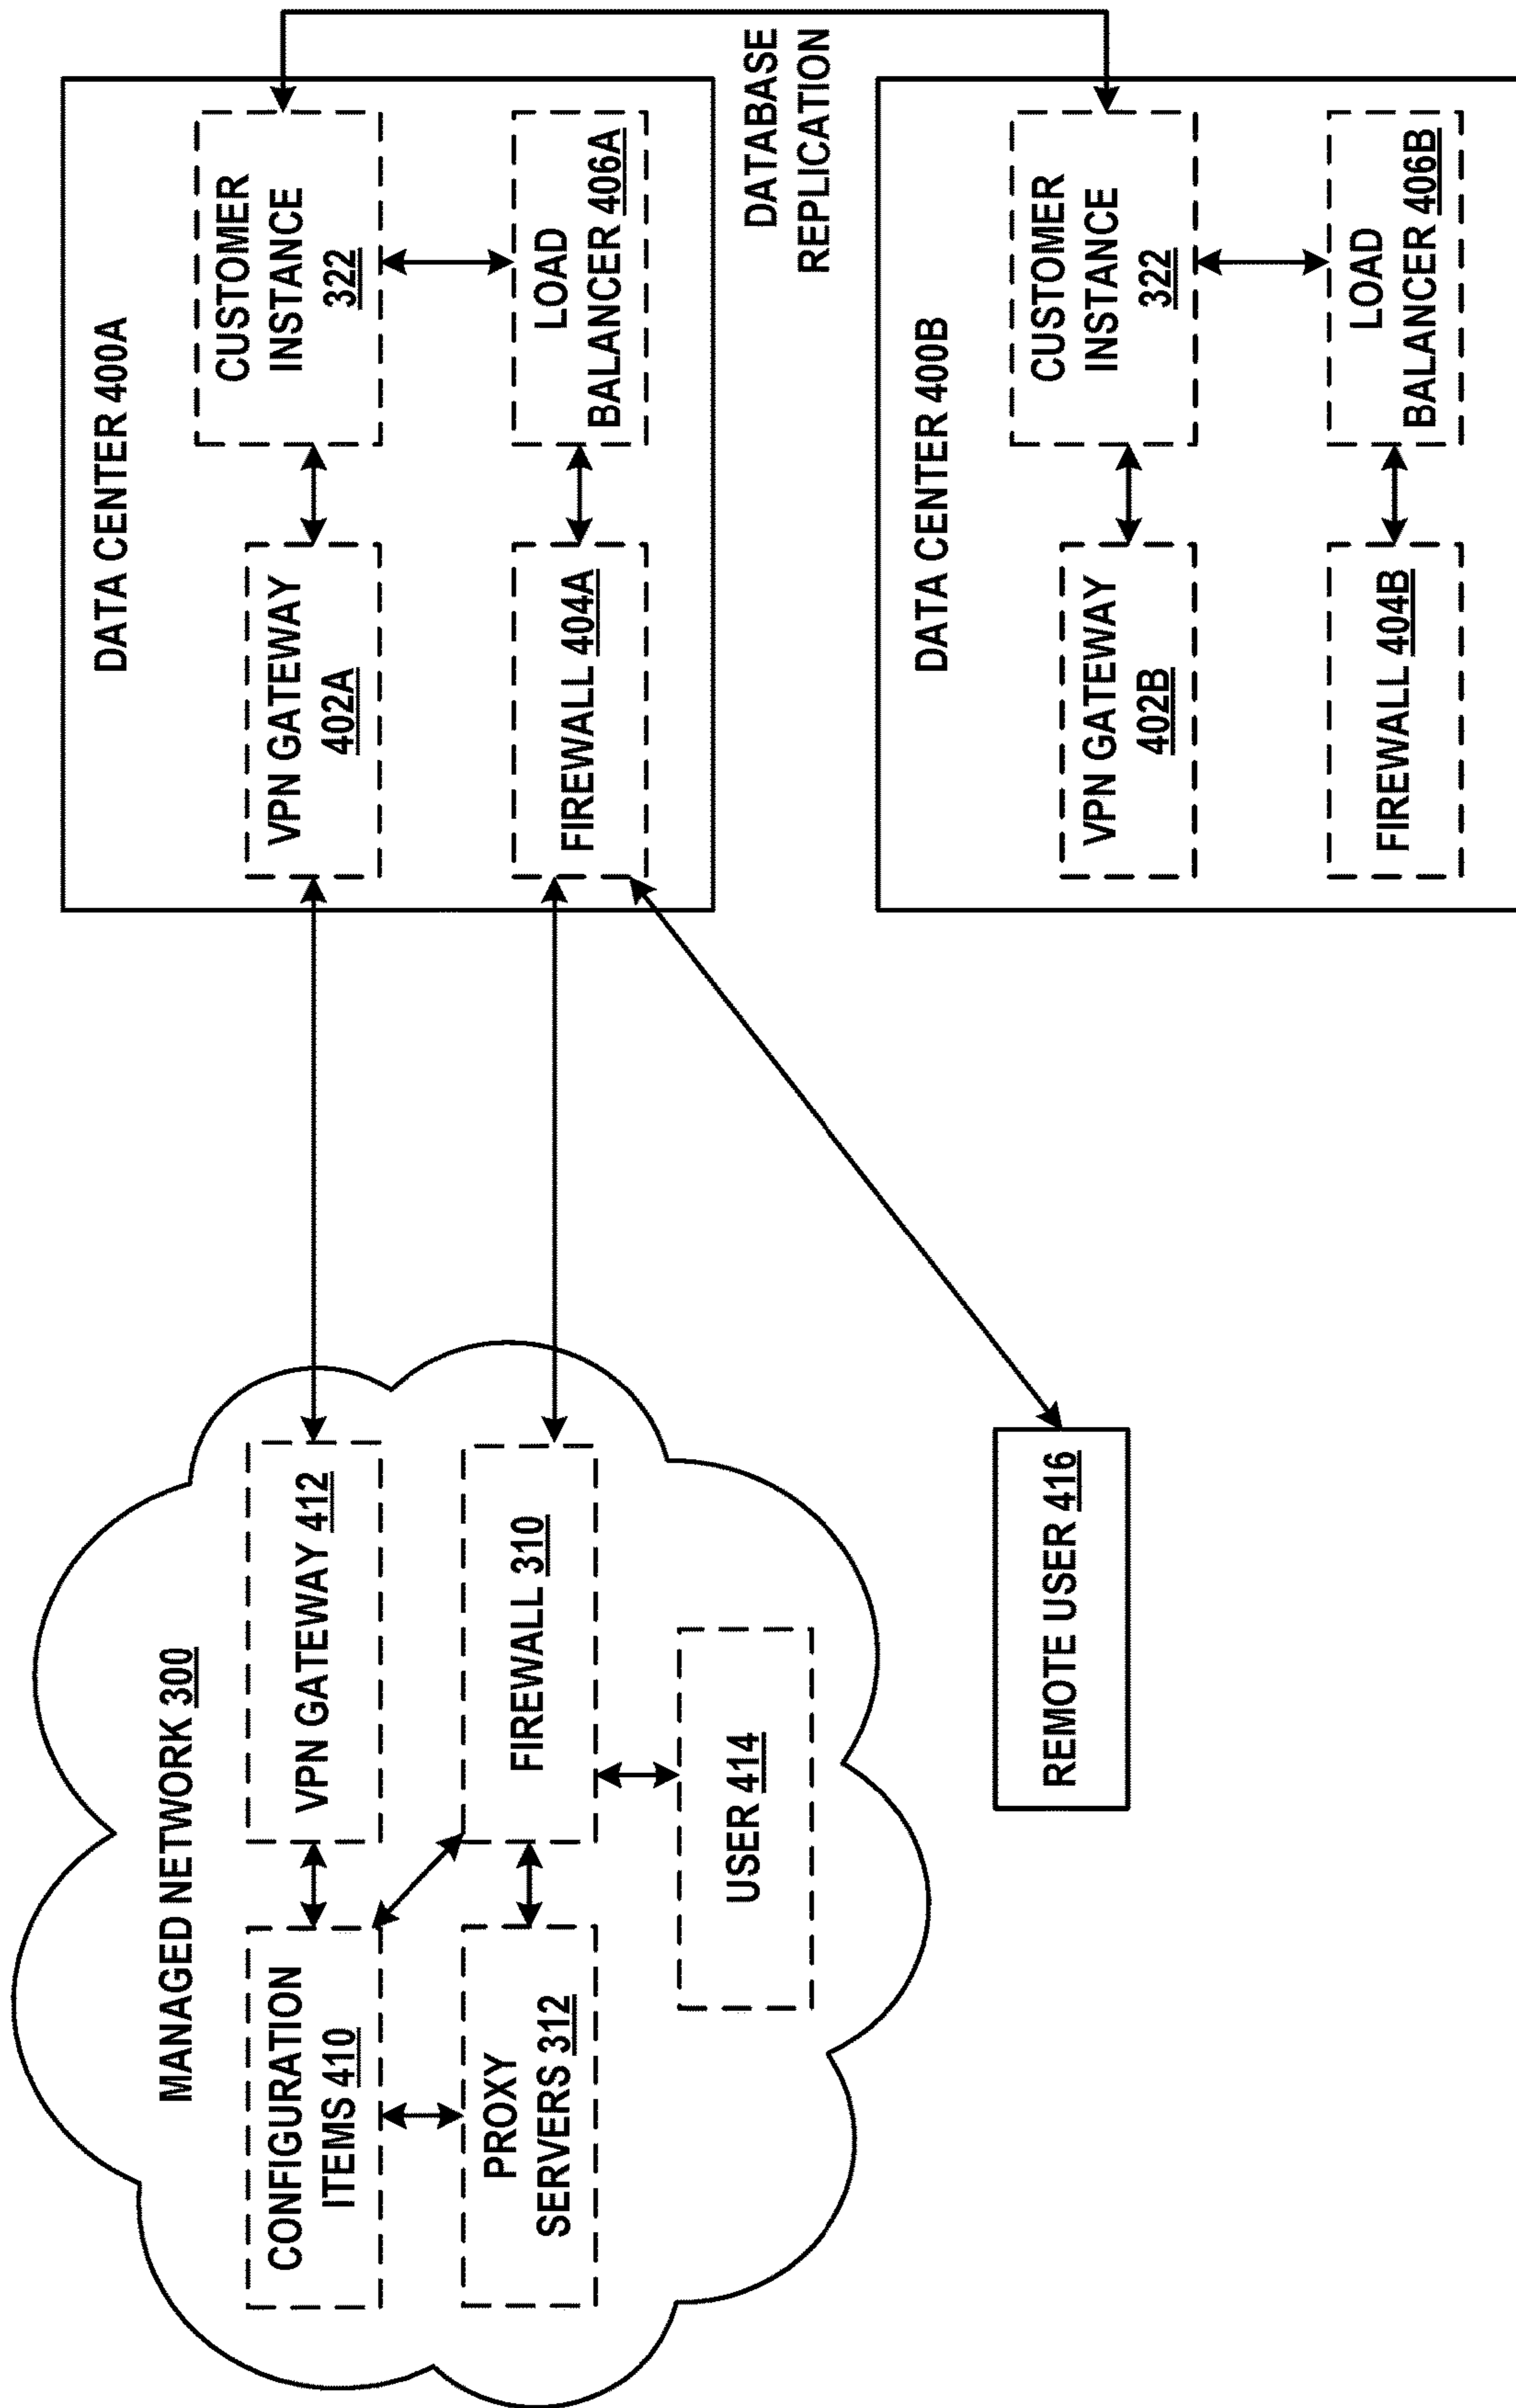 MANAGED NETWORK 300
CONFIGURATION
ITEMS 410
VPN GATEWAY 412
PROXY
SERVERS 312
FIREWALL 310
USER 414
REMOTE USER 416
DATA CENTER 400A
VPN GATEWAY
402A
CUSTOMER
INSTANCE
322
FIREWALL 404A
LOAD
BALANCER 406A
DATABASE
REPLICATION
DATA CENTER 400B
VPN GATEWAY
402B
CUSTOMER
INSTANCE
322
FIREWALL 404B
LOAD
BALANCER 406B